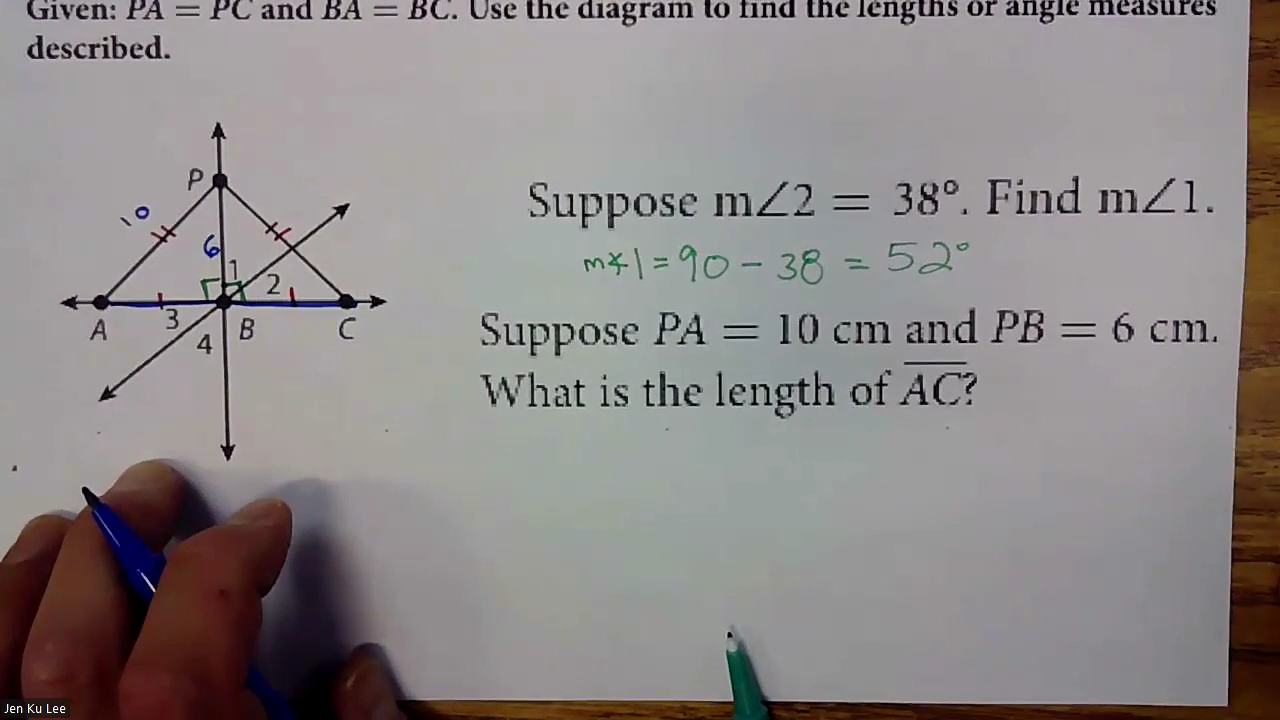 Given: PA = PC and BA = BC. Use the diagram to find the lengths or angle measures
described.
P
10
6
1
2
3
4
A
B
C
Suppose m∠2 = 38°. Find m∠1.
m∡1 = 90 - 38 = 52°
Suppose PA = 10 cm and PB = 6 cm.
What is the length of A̅C̅?
Jen Ku Lee